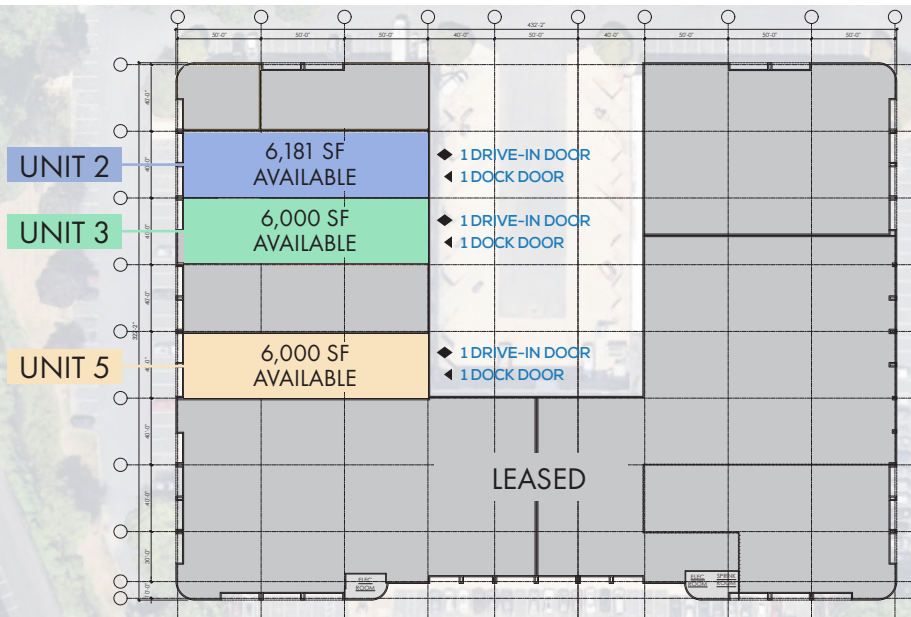 432'-2"
50'-0" 50'-0" 50'-0" 40'-0" 50'-0" 40'-0" 50'-0" 50'-0" 50'-0"
40'-0"
UNIT 2
6,181 SF
AVAILABLE
1 DRIVE-IN DOOR
1 DOCK DOOR
40'-0"
UNIT 3
6,000 SF
AVAILABLE
1 DRIVE-IN DOOR
1 DOCK DOOR
40'-0"
40'-0"
UNIT 5
6,000 SF
AVAILABLE
1 DRIVE-IN DOOR
1 DOCK DOOR
40'-0"
40'-0"
LEASED
40'-0"
30'-0"
ELEC
ROOM
ELEC
ROOM
SPRINK
ROOM